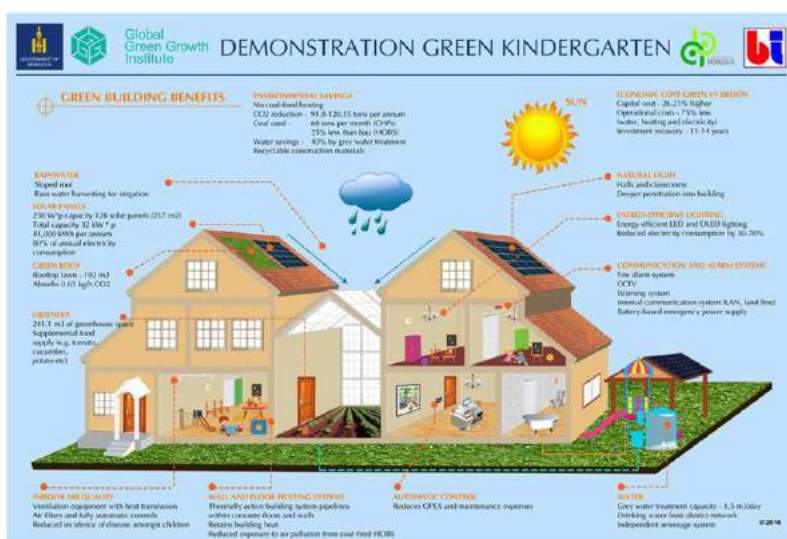 GOVERNMENT OF
MONGOLIA
Global
Green Growth
Institute
DEMONSTRATION GREEN KINDERGARTEN
MONGOLIA
GREEN BUILDING BENEFITS
ENVIRONMENTAL SAVINGS
No coal-fired heating
CO2 reduction - 91.8-120.15 tons per annum
Coal used - 68 tons per month (CHPs)
25% less than bau (HOBS)
Water savings - 40% by grey water treatment
Recyclable construction materials
SUN
ECONOMIC COST GREEN VS
Capital cost - 26.21% higher
Operational costs - 75% less
(water, heating and electricity)
Investment recovery - 11-14 years
RAINWATER
Sloped roof
Rain water harvesting for irrigation
SOLAR PANELS
250 W*p capacity 128 solar panels (217 m2)
Total capacity 32 kW * p
41,000 kWh per annum
80% of annual electricity
consumption
GREEN ROOF
Rooftop lawn - 192 m2
Absorbs 0.65 kg/h CO2
GREENERY
241.1 m3 of greenhouse space
Supplemental food
supply (e.g. tomato,
cucumber,
potato etc)
NATURAL LIGHT
Halls and classrooms
Deeper penetration into building
ENERGY-EFFICIENT LIGHTING
Energy-efficient LED and OLED lighting
Reduced electricity consumption by 30-70%
COMMUNICATION AND ALARM SYSTEMS
Fire alarm system
CCTV
Warning system
Internal communication system (LAN, land line)
Battery-based emergency power supply
INDOOR AIR QUALITY
Ventilation equipment with heat translation
Air filters and fully automatic controls
Reduced incidence of disease amongst children
WALL AND FLOOR HEATING SYSTEMS
Thermally active building system pipelines
within concrete floors and walls
Retains building heat
Reduced exposure to air pollution from coal-fired HOBS
AUTOMATIC CONTROL
Reduces OPEX and maintenance expenses
WATER
Grey water treatment capacity - 1.5 m3/day
Drinking water from district network
Independent sewerage system
© 2016